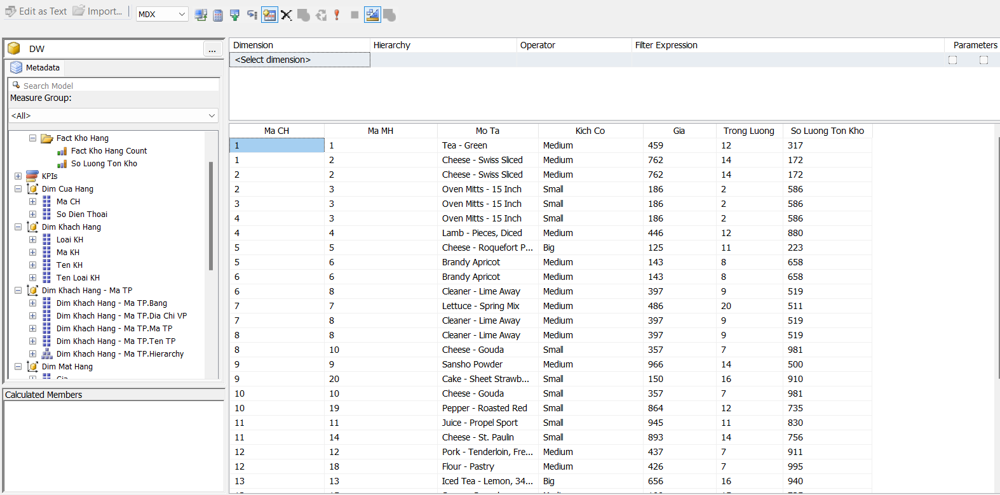 Edit as Text Import... MDX
DW ...
Metadata
Search Model
Measure Group:
<All>
Fact Kho Hang
Fact Kho Hang Count
So Luong Ton Kho
KPIs
Dim Cua Hang
Ma CH
So Dien Thoai
Dim Khach Hang
Loai KH
Ma KH
Ten KH
Ten Loai KH
Dim Khach Hang - Ma TP
Dim Khach Hang - Ma TP.Bang
Dim Khach Hang - Ma TP.Dia Chi VP
Dim Khach Hang - Ma TP.Ma TP
Dim Khach Hang - Ma TP.Ten TP
Dim Khach Hang - Ma TP.Hierarchy
Dim Mat Hang
Gia
Calculated Members
Dimension Hierarchy Operator Filter Expression Parameters
<Select dimension>
Ma CH Ma MH Mo Ta Kich Co Gia Trong Luong So Luong Ton Kho
1 1 Tea - Green Medium 459 12 317
1 2 Cheese - Swiss Sliced Medium 762 14 172
2 2 Cheese - Swiss Sliced Medium 762 14 172
2 3 Oven Mitts - 15 Inch Small 186 2 586
3 3 Oven Mitts - 15 Inch Small 186 2 586
4 3 Oven Mitts - 15 Inch Small 186 2 586
4 4 Lamb - Pieces, Diced Medium 446 12 880
5 5 Cheese - Roquefort P... Big 125 11 223
5 6 Brandy Apricot Medium 143 8 658
6 6 Brandy Apricot Medium 143 8 658
6 8 Cleaner - Lime Away Medium 397 9 519
7 7 Lettuce - Spring Mix Medium 486 20 511
7 8 Cleaner - Lime Away Medium 397 9 519
8 8 Cleaner - Lime Away Medium 397 9 519
8 10 Cheese - Gouda Small 357 7 981
9 9 Sansho Powder Medium 966 14 500
9 20 Cake - Sheet Strawb... Small 150 16 910
10 10 Cheese - Gouda Small 357 7 981
10 19 Pepper - Roasted Red Small 864 12 735
11 11 Juice - Propel Sport Small 945 11 830
11 14 Cheese - St. Paulin Small 893 14 756
12 12 Pork - Tenderloin, Fre... Medium 437 7 911
12 18 Flour - Pastry Medium 426 7 995
13 13 Iced Tea - Lemon, 34... Big 656 16 940